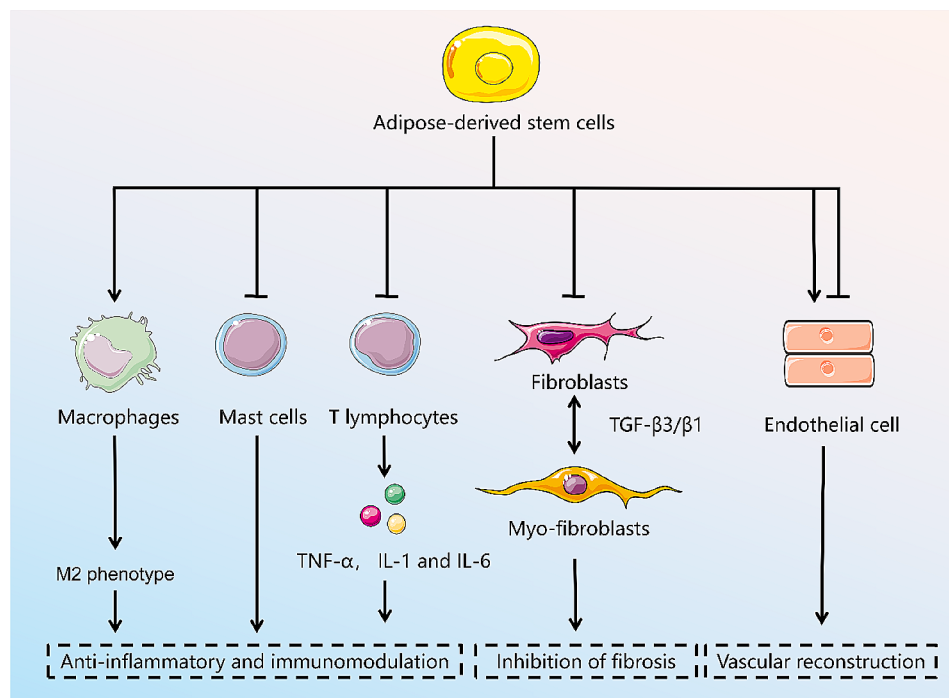 Adipose-derived stem cells
Macrophages
Mast cells
T lymphocytes
Fibroblasts
TGF-β3/β1
Endothelial cell
Myo-fibroblasts
TNF-α, IL-1 and IL-6
M2 phenotype
Anti-inflammatory and immunomodulation
Inhibition of fibrosis
Vascular reconstruction